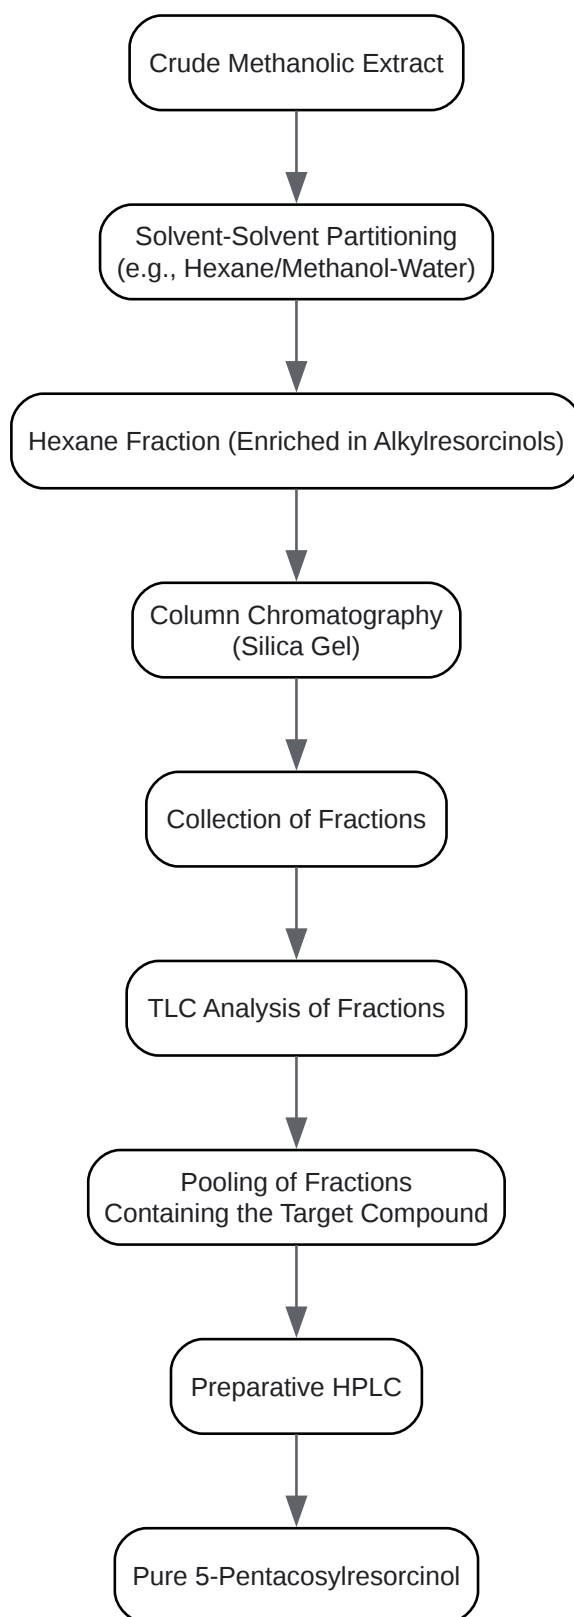 Crude Methanolic Extract
Solvent-Solvent Partitioning
(e.g., Hexane/Methanol-Water)
Hexane Fraction (Enriched in Alkylresorcinols)
Column Chromatography
(Silica Gel)
Collection of Fractions
TLC Analysis of Fractions
Pooling of Fractions
Containing the Target Compound
Preparative HPLC
Pure 5-Pentacosylresorcinol